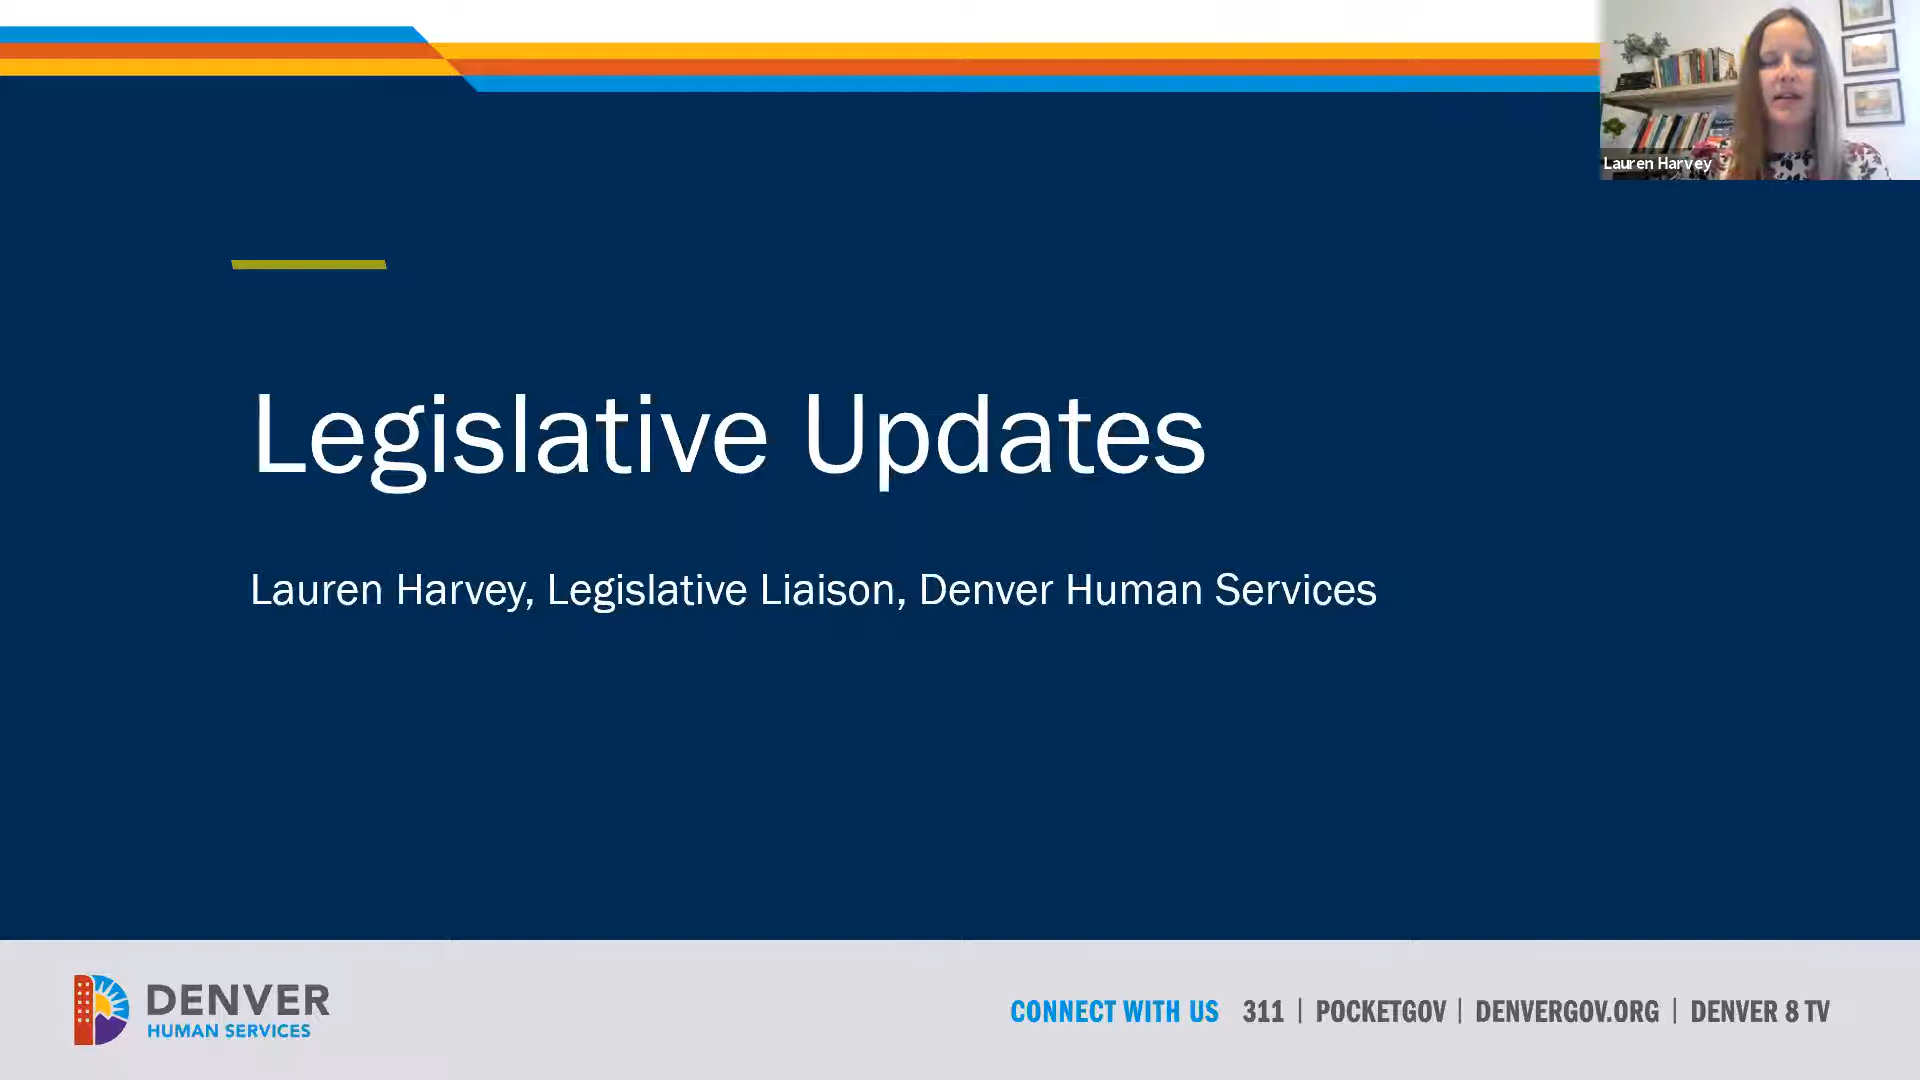 Lauren Harvey
Legislative Updates
Lauren Harvey, Legislative Liaison, Denver Human Services
DENVER
HUMAN SERVICES
CONNECT WITH US 311 | POCKETGOV | DENVERGOV.ORG | DENVER 8 TV